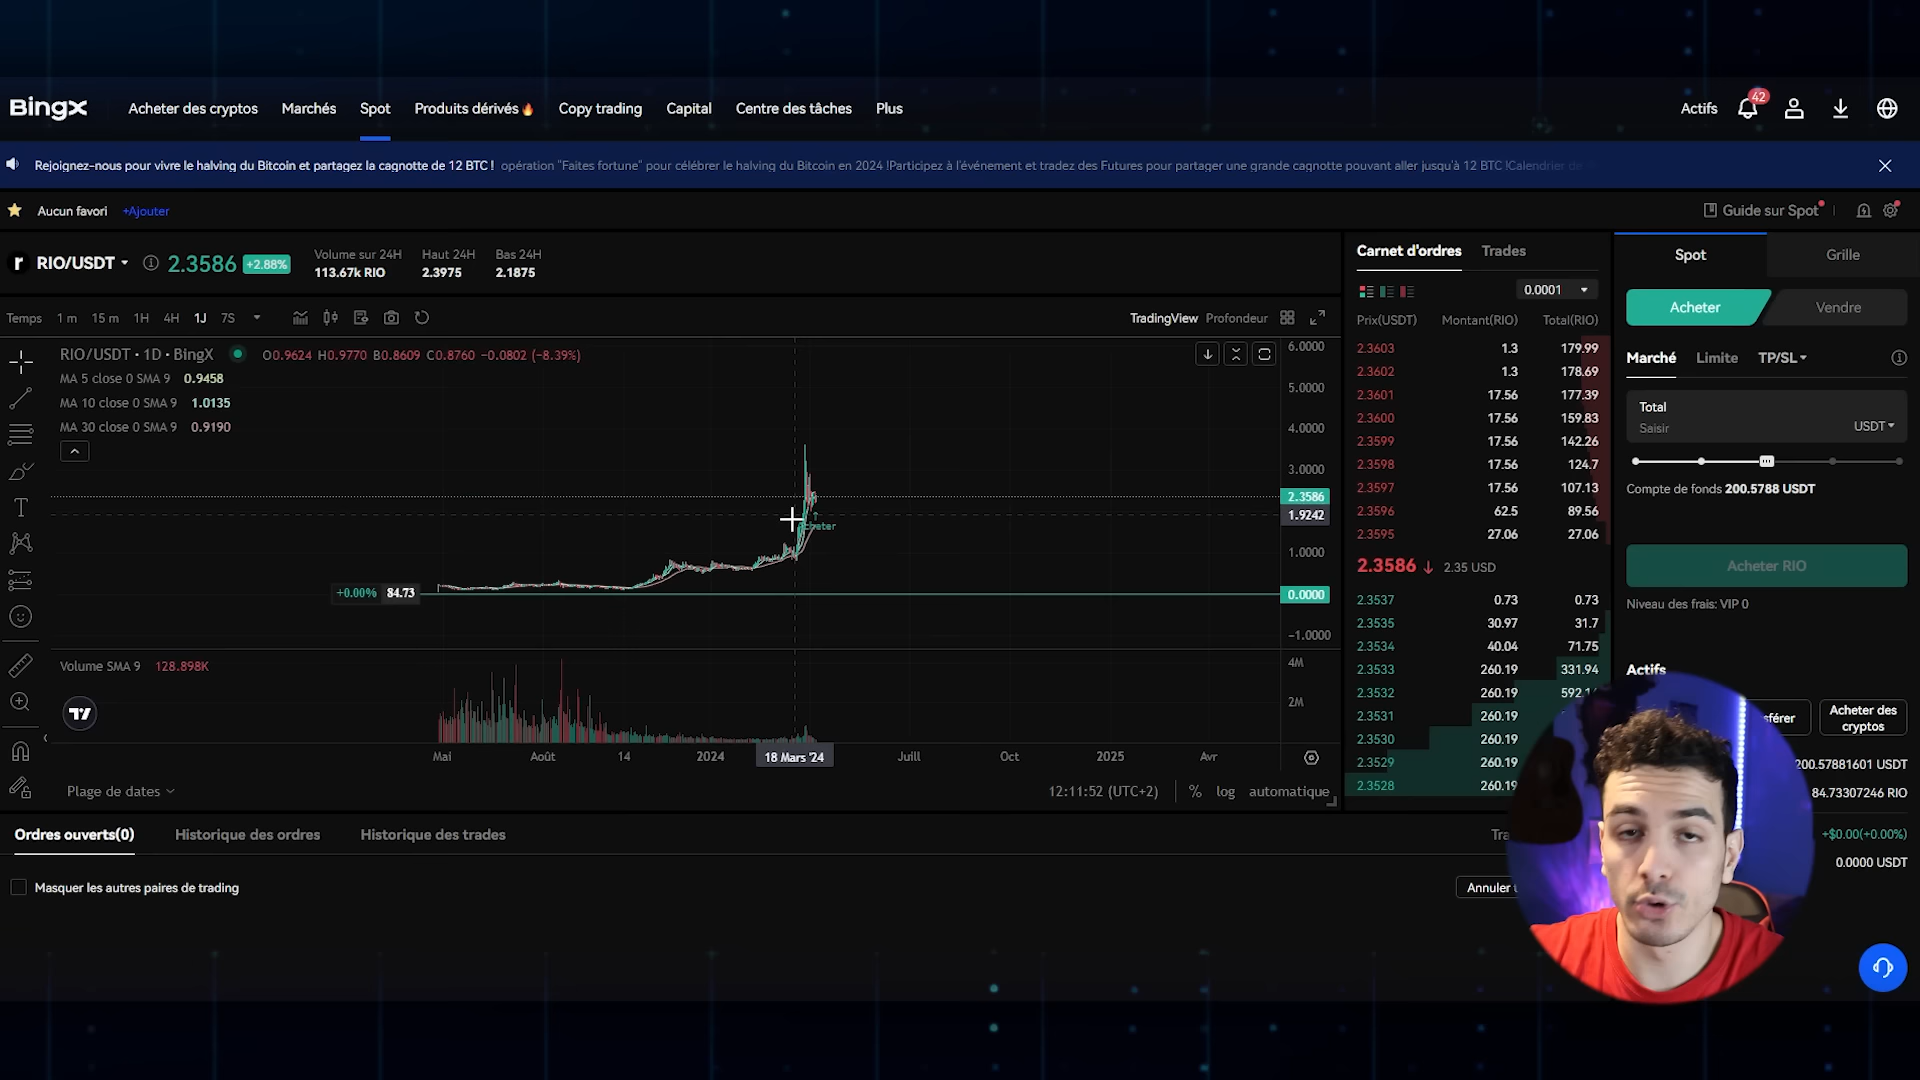 BingX
Acheter des cryptos
Marchés
Spot
Produits dérivés
Copy trading
Capital
Centre des tâches
Plus
Actifs
42
Rejoignez-nous pour vivre le halving du Bitcoin et partagez la cagnotte de 12 BTC ! opération "Faites fortune" pour célébrer le halving du Bitcoin en 2024 !Participez à l'événement et tradez des Futures pour partager une grande cagnotte pouvant aller jusqu'à 12 BTC !Calendrier de
Aucun favori +Ajouter
Guide sur Spot
r RIO/USDT 2.3586 +2.88%
Volume sur 24H
113.67k RIO
Haut 24H
2.3975
Bas 24H
2.1875
Temps 1 m 15 m 1H 4H 1J 7S
TradingView Profondeur
RIO/USDT · 1D · BingX O0.9624 H0.9770 B0.8609 C0.8760 −0.0802 (−8.39%)
MA 5 close 0 SMA 9 0.9458
MA 10 close 0 SMA 9 1.0135
MA 30 close 0 SMA 9 0.9190
6.0000
5.0000
4.0000
3.0000
2.3586
1.9242
1.0000
0.0000
−1.0000
+0.00% 84.73
Volume SMA 9 128.898K
4M
2M
Mai
Août
14
2024
18 Mars '24
Juill
Oct
2025
Avr
Plage de dates
12:11:52 (UTC+2) % log automatique
Carnet d'ordres Trades
0.0001
Prix(USDT) Montant(RIO) Total(RIO)
2.3603 1.3 179.99
2.3602 1.3 178.69
2.3601 17.56 177.39
2.3600 17.56 159.83
2.3599 17.56 142.26
2.3598 17.56 124.7
2.3597 17.56 107.13
2.3596 62.5 89.56
2.3595 27.06 27.06
2.3586 ↓ 2.35 USD
2.3537 0.73 0.73
2.3535 30.97 31.7
2.3534 40.04 71.75
2.3533 260.19 331.94
2.3532 260.19 592.1
2.3531 260.19
2.3530 260.19
2.3529 260.19
2.3528 260.19
Spot Grille
Acheter Vendre
Marché Limite TP/SL
Total
Saisir USDT
Compte de fonds 200.5788 USDT
Acheter RIO
Niveau des frais: VIP 0
Actifs
sférer
Acheter des
cryptos
200.57881601 USDT
84.73307246 RIO
+$0.00(+0.00%)
0.0000 USDT
Ordres ouverts(0) Historique des ordres Historique des trades
Tra
Masquer les autres paires de trading
Annuler